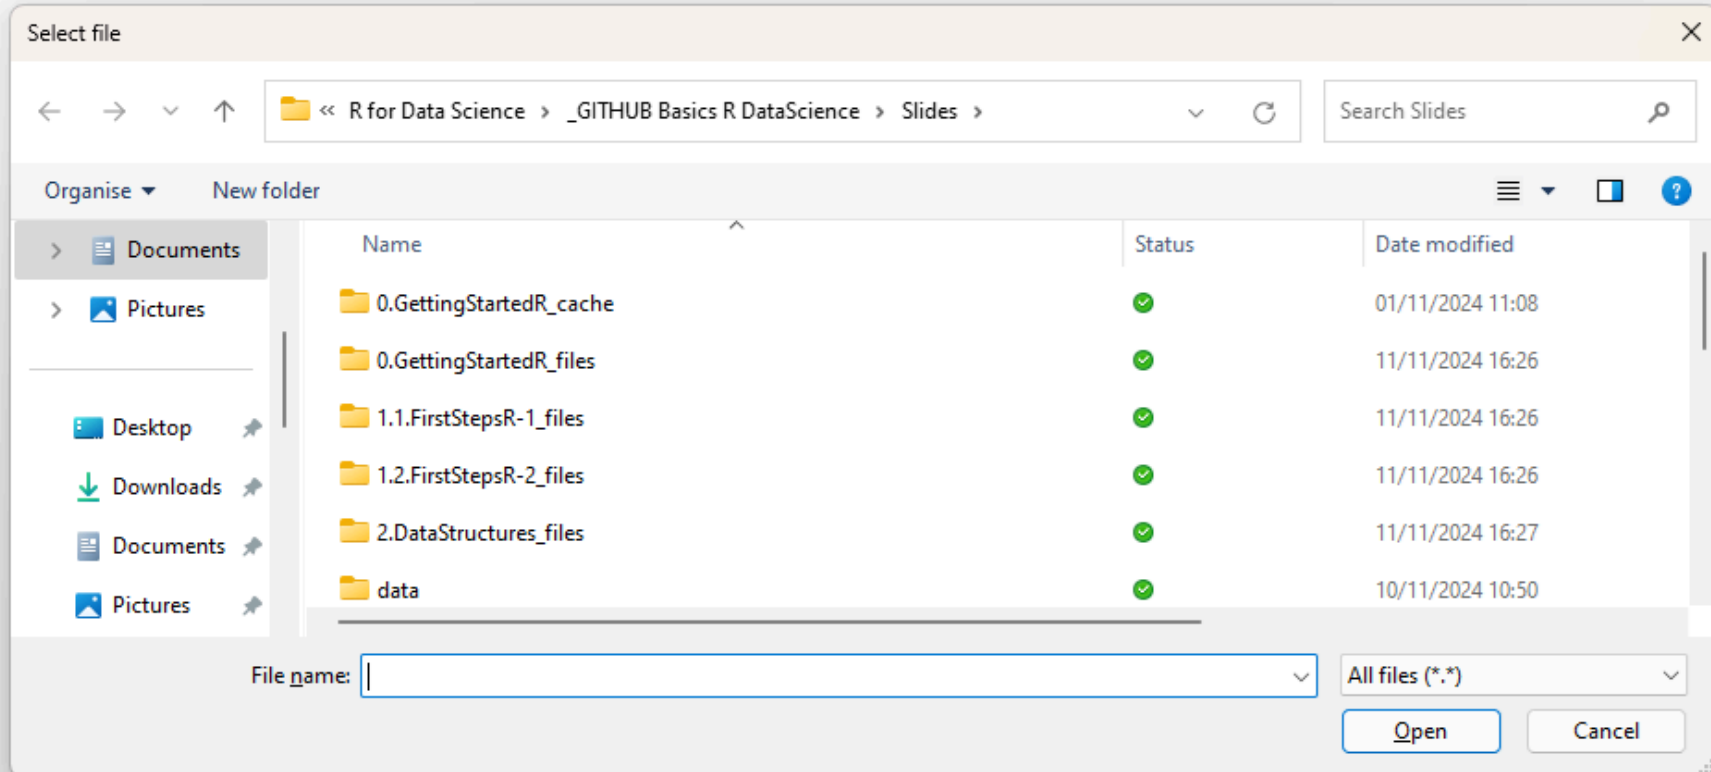 Select file
« R for Data Science > _GITHUB Basics R DataScience > Slides >
Search Slides
Organise
New folder
Documents
Pictures
Desktop
Downloads
Documents
Pictures
Name Status Date modified
0.GettingStartedR_cache 01/11/2024 11:08
0.GettingStartedR_files 11/11/2024 16:26
1.1.FirstStepsR-1_files 11/11/2024 16:26
1.2.FirstStepsR-2_files 11/11/2024 16:26
2.DataStructures_files 11/11/2024 16:27
data 10/11/2024 10:50
File name:
All files (*.*)
Open Cancel